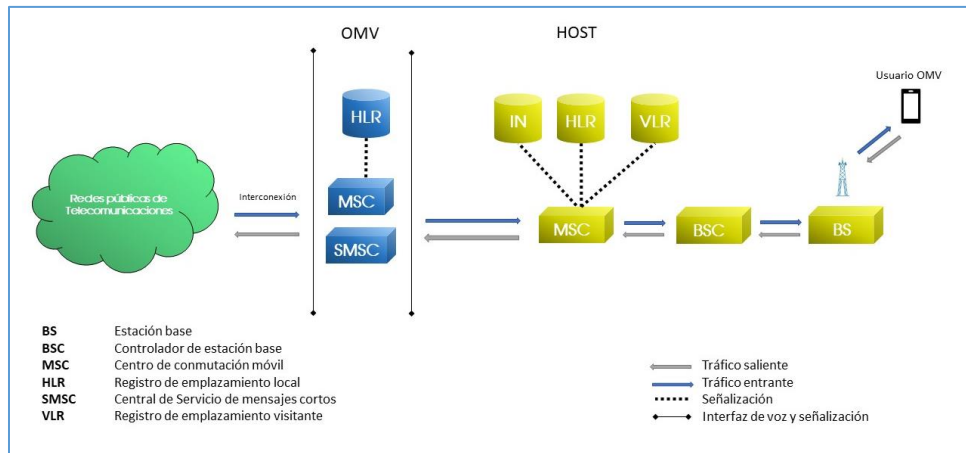 OMV
HOST
Usuario OMV
HLR
IN
HLR
VLR
Redes públicas de
Telecomunicaciones
Interconexión
MSC
SMSC
MSC
BSC
BS
BS Estación base
BSC Controlador de estación base
MSC Centro de conmutación móvil
HLR Registro de emplazamiento local
SMSC Central de Servicio de mensajes cortos
VLR Registro de emplazamiento visitante
Tráfico saliente
Tráfico entrante
Señalización
Interfaz de voz y señalización